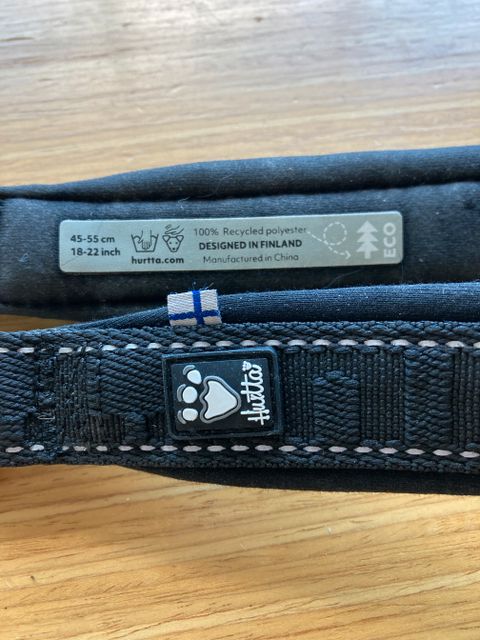 45-55 cm
18-22 inch
hurtta.com
100% Recycled polyester
DESIGNED IN FINLAND
Manufactured in China
ECO
Hurtta